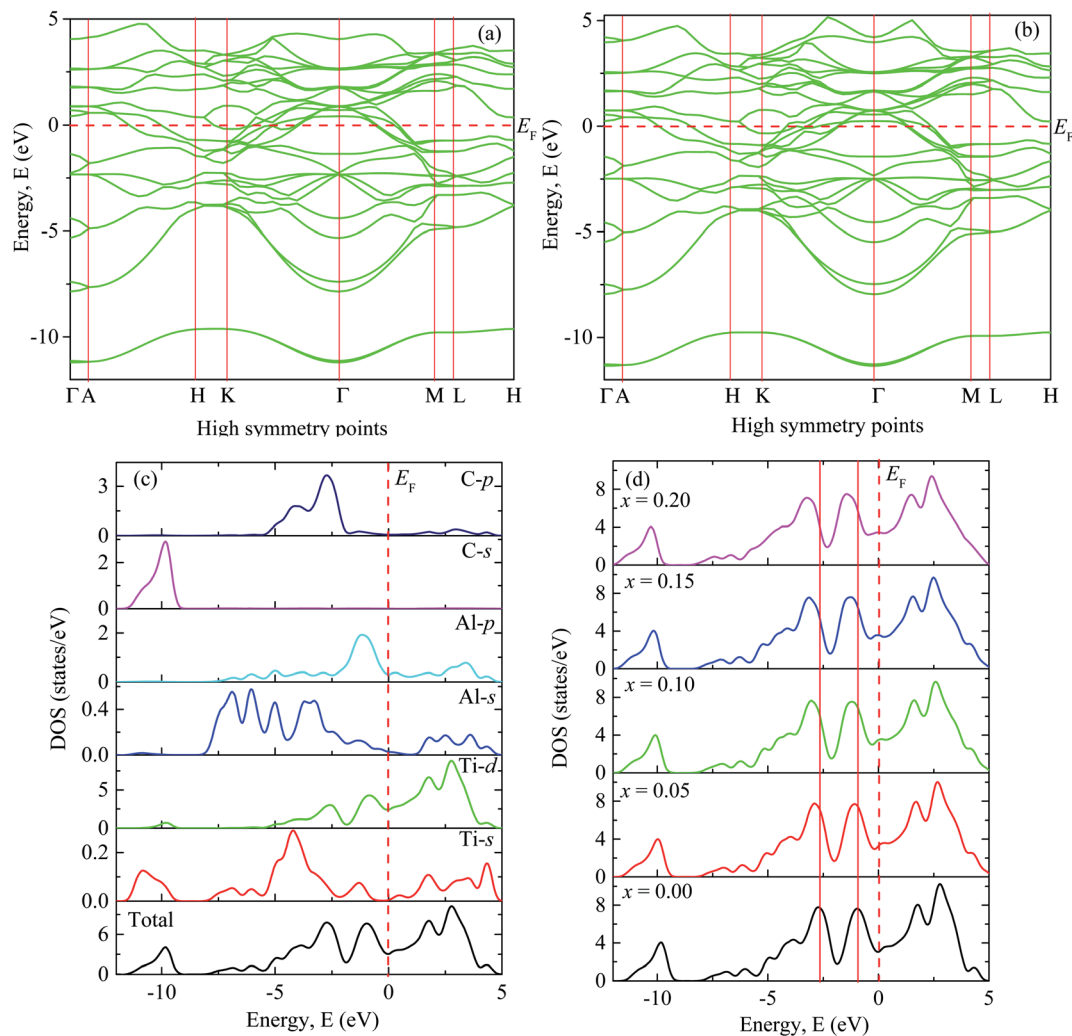 (a)
5
0
-5
-10
Energy, E (eV)
E_F
Γ A H K Γ M L H
High symmetry points
(b)
5
0
-5
-10
Energy, E (eV)
E_F
Γ A H K Γ M L H
High symmetry points
(c)
E_F
C-p
3
0
C-s
2
0
Al-p
2
0
Al-s
0.4
0.0
Ti-d
5
0
Ti-s
0.2
0.0
Total
6
3
0
DOS (states/eV)
-10 -5 0 5
Energy, E (eV)
(d)
E_F
x = 0.20
8
4
0
x = 0.15
8
4
0
x = 0.10
8
4
0
x = 0.05
8
4
0
x = 0.00
8
4
0
DOS (states/eV)
-10 -5 0 5
Energy, E (eV)